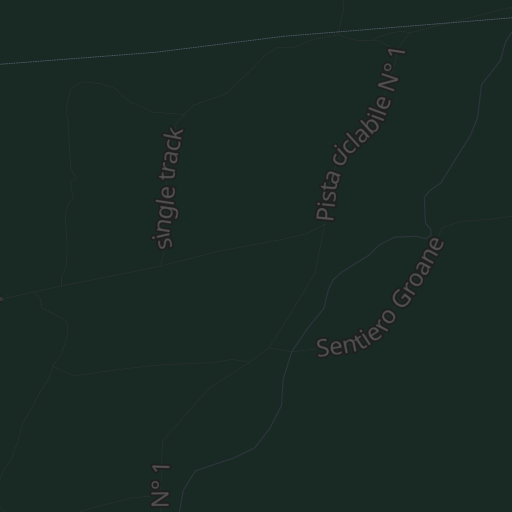 Pista ciclabile N° 1
single track
Sentiero Groane
N° 1